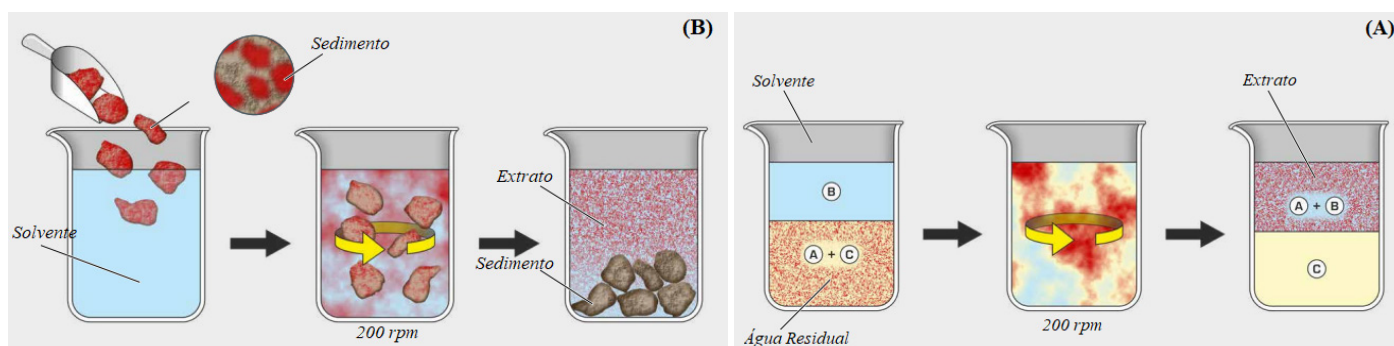 (B)
Sedimento
Solvente
Extrato
Sedimento
200 rpm
(A)
Solvente
B
A + C
Água Residual
200 rpm
Extrato
A + B
C